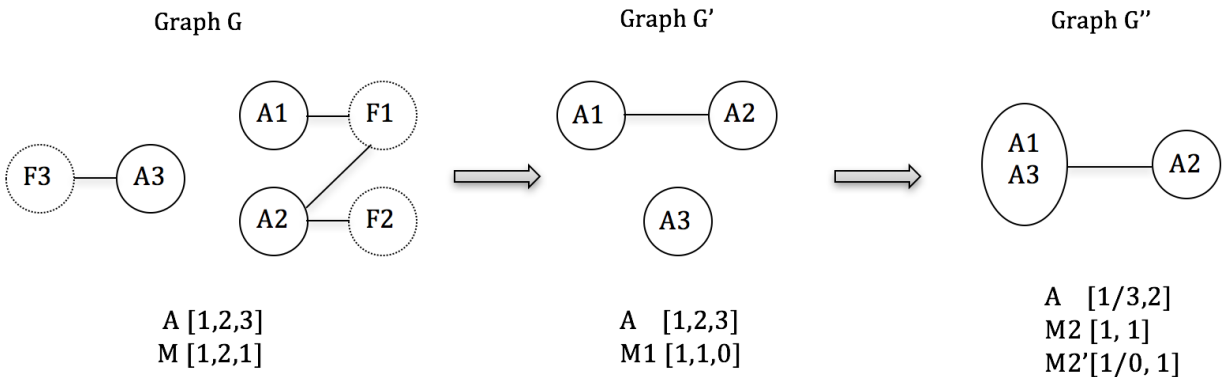 Graph G
Graph G’
Graph G’’
A1
F1
F3
A3
A2
F2
A1
A2
A3
A1
A3
A2
A [1,2,3]
M [1,2,1]
A [1,2,3]
M1 [1,1,0]
A [1/3,2]
M2 [1, 1]
M2’[1/0, 1]